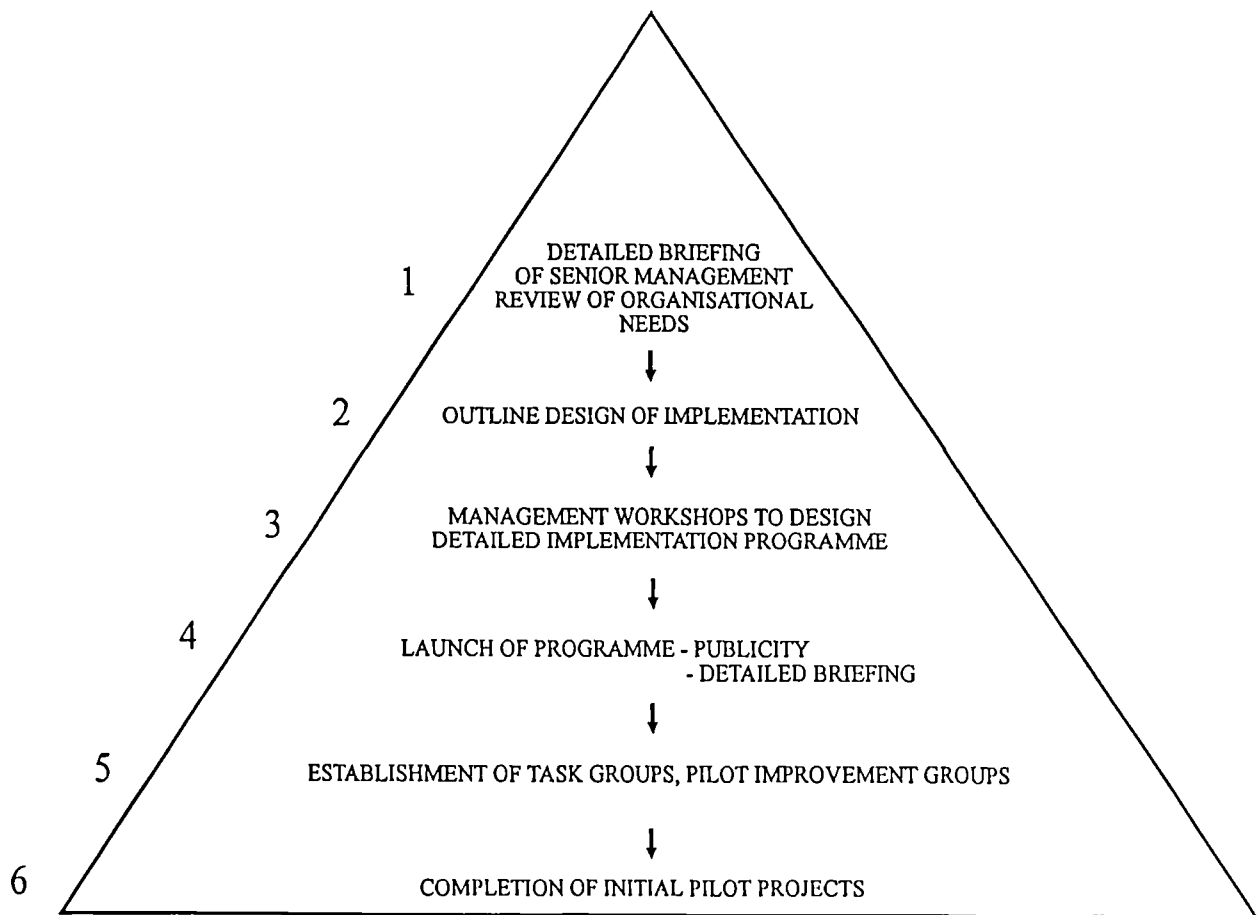 1
DETAILED BRIEFING
OF SENIOR MANAGEMENT
REVIEW OF ORGANISATIONAL
NEEDS
2
OUTLINE DESIGN OF IMPLEMENTATION
3
MANAGEMENT WORKSHOPS TO DESIGN
DETAILED IMPLEMENTATION PROGRAMME
4
LAUNCH OF PROGRAMME - PUBLICITY
- DETAILED BRIEFING
5
ESTABLISHMENT OF TASK GROUPS, PILOT IMPROVEMENT GROUPS
6
COMPLETION OF INITIAL PILOT PROJECTS